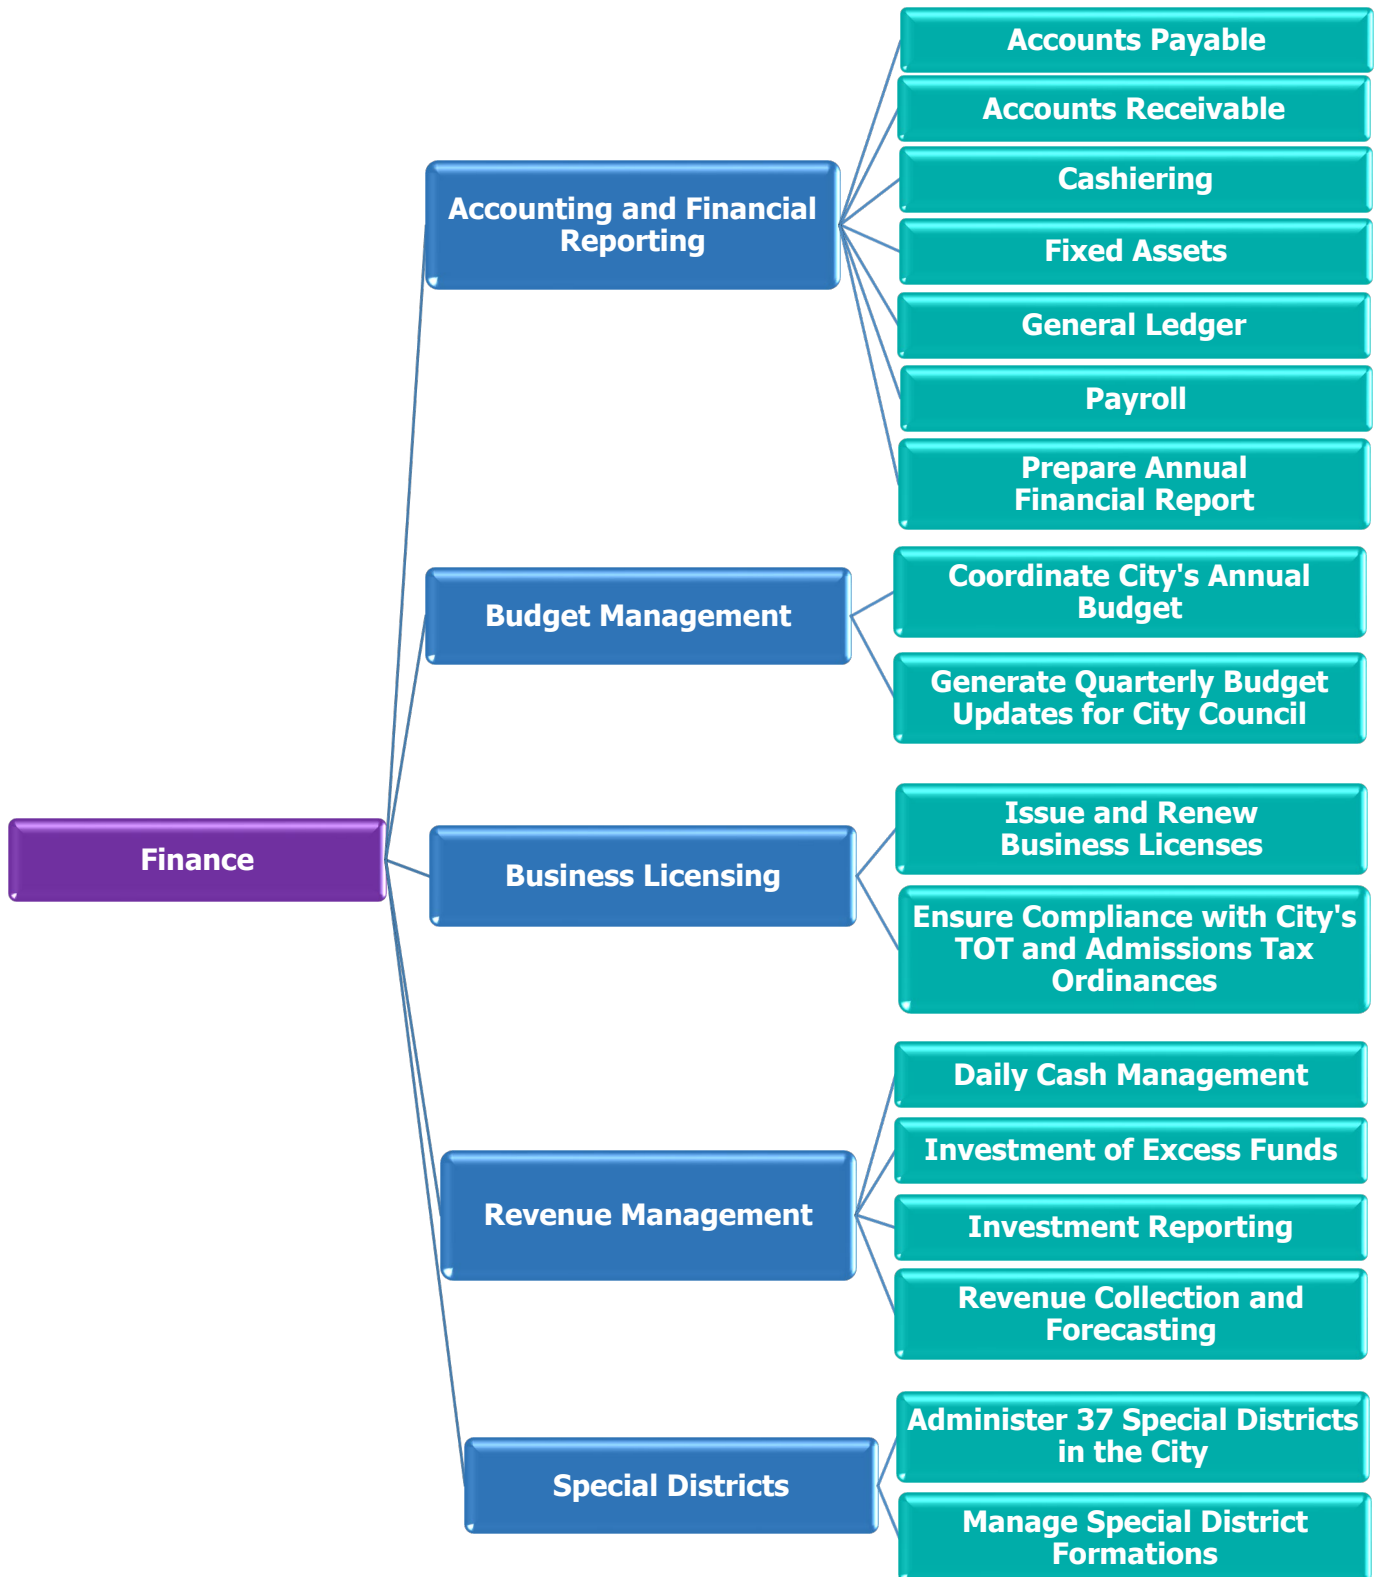 Finance
Accounting and Financial
Reporting
Accounts Payable
Accounts Receivable
Cashiering
Fixed Assets
General Ledger
Payroll
Prepare Annual
Financial Report
Budget Management
Coordinate City's Annual
Budget
Generate Quarterly Budget
Updates for City Council
Business Licensing
Issue and Renew
Business Licenses
Ensure Compliance with City's
TOT and Admissions Tax
Ordinances
Revenue Management
Daily Cash Management
Investment of Excess Funds
Investment Reporting
Revenue Collection and
Forecasting
Special Districts
Administer 37 Special Districts
in the City
Manage Special District
Formations